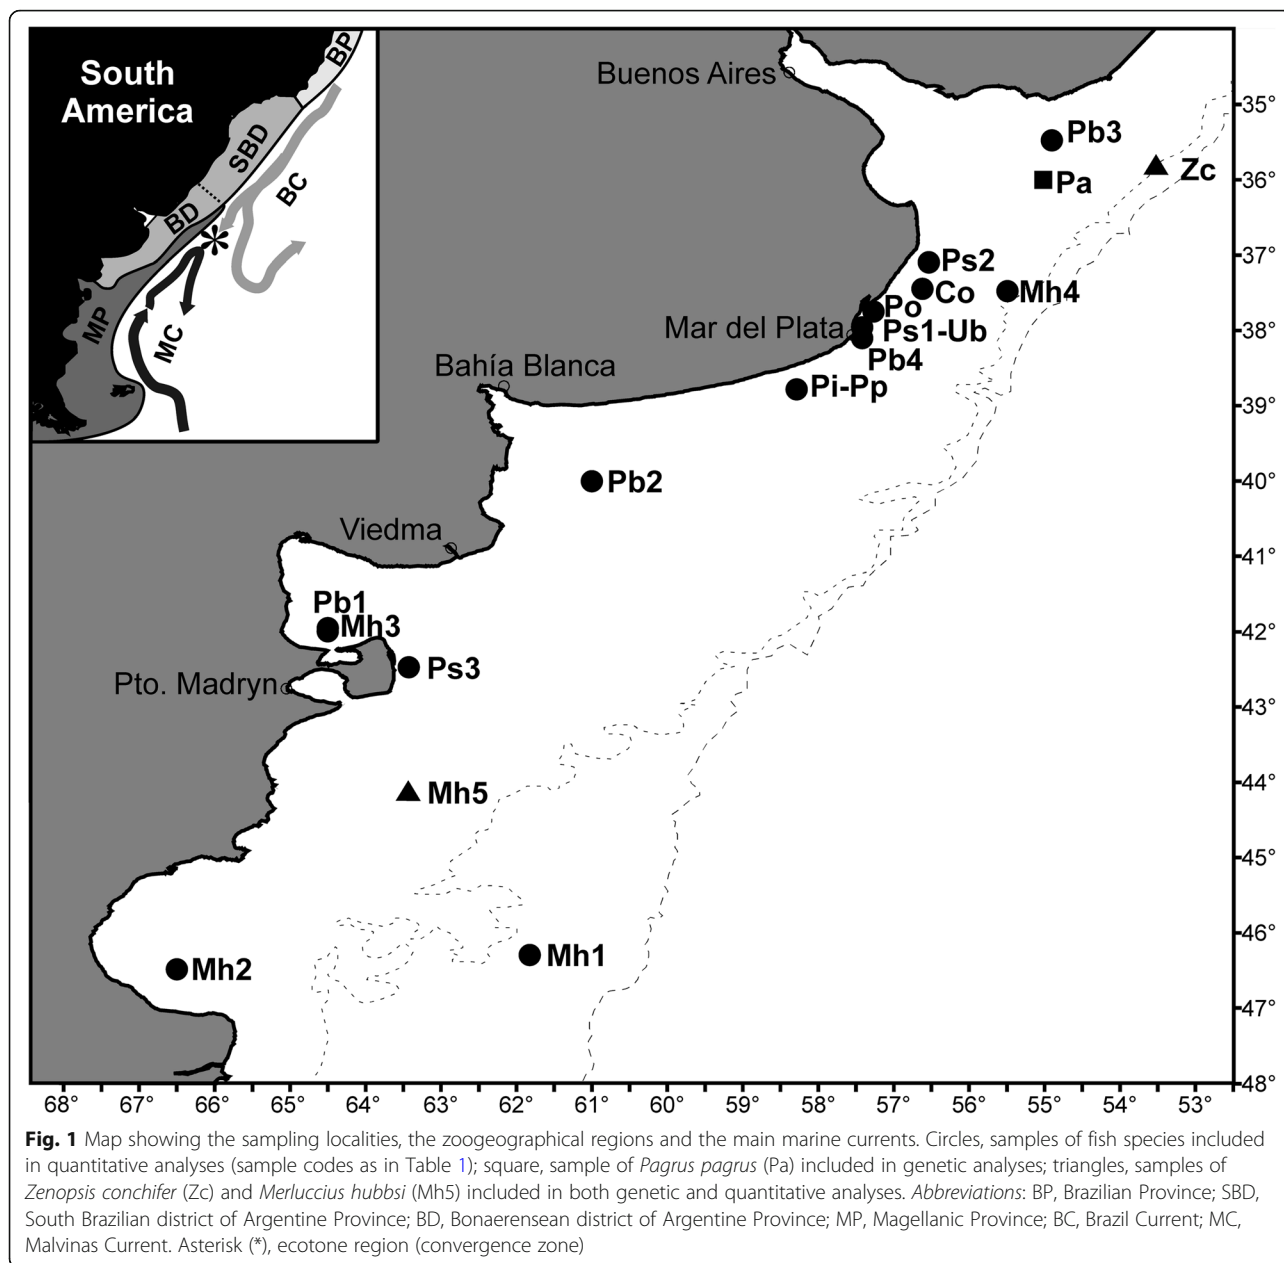 South
America
BP
SBD
BC
BD
MP
MC
Buenos Aires
Pb3
Pa
Zc
Ps2
Co
Mh4
Po
Mar del Plata
Ps1-Ub
Pb4
Bahía Blanca
Pi-Pp
Pb2
Viedma
Pb1
Mh3
Ps3
Pto. Madryn
Mh5
Mh1
Mh2
35°
36°
37°
38°
39°
40°
41°
42°
43°
44°
45°
46°
47°
48°
68° 67° 66° 65° 64° 63° 62° 61° 60° 59° 58° 57° 56° 55° 54° 53°
Fig. 1 Map showing the sampling localities, the zoogeographical regions and the main marine currents. Circles, samples of fish species included
in quantitative analyses (sample codes as in Table 1); square, sample of Pagrus pagrus (Pa) included in genetic analyses; triangles, samples of
Zenopsis conchifer (Zc) and Merluccius hubbsi (Mh5) included in both genetic and quantitative analyses. Abbreviations: BP, Brazilian Province; SBD,
South Brazilian district of Argentine Province; BD, Bonaerensean district of Argentine Province; MP, Magellanic Province; BC, Brazil Current; MC,
Malvinas Current. Asterisk (*), ecotone region (convergence zone)